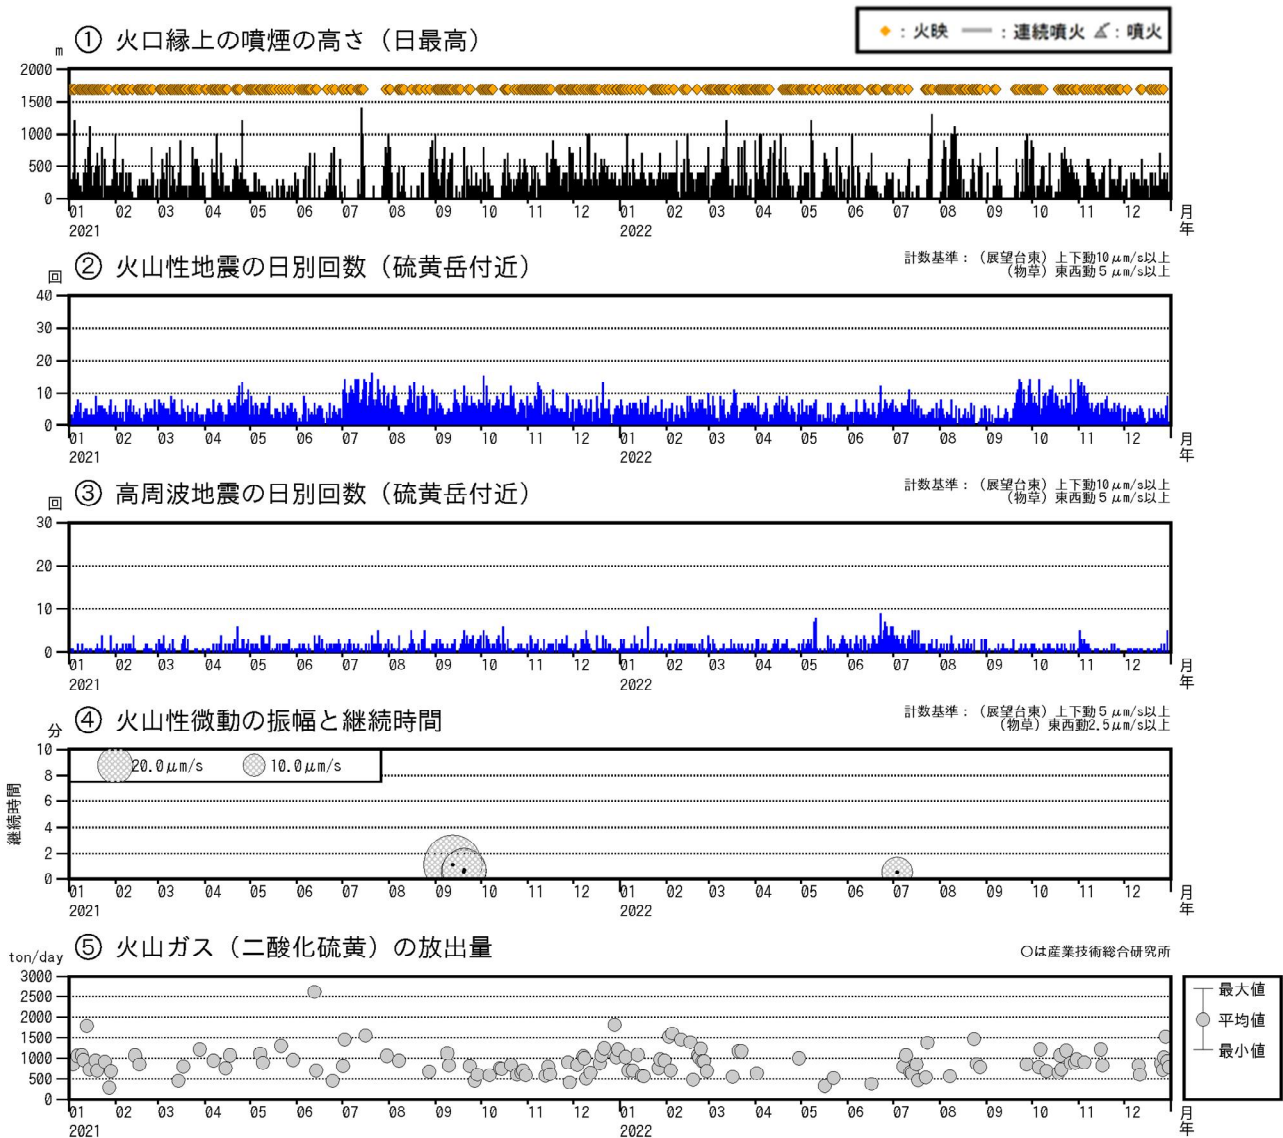 ◆：火映 ━━：連続噴火 ：噴火
① 火口縁上の噴煙の高さ（日最高）
m
2000
1500
1000
500
0
01 02 03 04 05 06 07 08 09 10 11 12 01 02 03 04 05 06 07 08 09 10 11 12 月
2021 2022 年
② 火山性地震の日別回数（硫黄岳付近）
計数基準：（展望台東）上下動10μm/s以上
（物草）東西動5μm/s以上
回
40
30
20
10
0
01 02 03 04 05 06 07 08 09 10 11 12 01 02 03 04 05 06 07 08 09 10 11 12 月
2021 2022 年
③ 高周波地震の日別回数（硫黄岳付近）
計数基準：（展望台東）上下動10μm/s以上
（物草）東西動5μm/s以上
回
30
20
10
0
01 02 03 04 05 06 07 08 09 10 11 12 01 02 03 04 05 06 07 08 09 10 11 12 月
2021 2022 年
④ 火山性微動の振幅と継続時間
計数基準：（展望台東）上下動5μm/s以上
（物草）東西動2.5μm/s以上
分
継続時間
10
8
6
4
2
0
20.0μm/s 10.0μm/s
01 02 03 04 05 06 07 08 09 10 11 12 01 02 03 04 05 06 07 08 09 10 11 12 月
2021 2022 年
⑤ 火山ガス（二酸化硫黄）の放出量
○は産業技術総合研究所
ton/day
3000
2500
2000
1500
1000
500
0
01 02 03 04 05 06 07 08 09 10 11 12 01 02 03 04 05 06 07 08 09 10 11 12 月
2021 2022 年
最大値
平均値
最小値